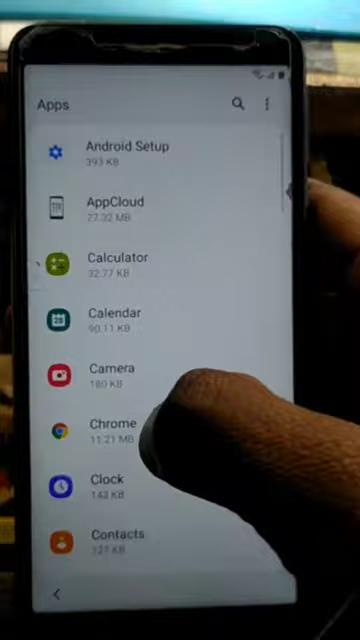 Apps
Android Setup
393 KB
AppCloud
27.32 MB
Calculator
32.77 KB
Calendar
90.11 KB
Camera
180 KB
Chrome
11.21 MB
Clock
143 KB
Contacts
127 KB